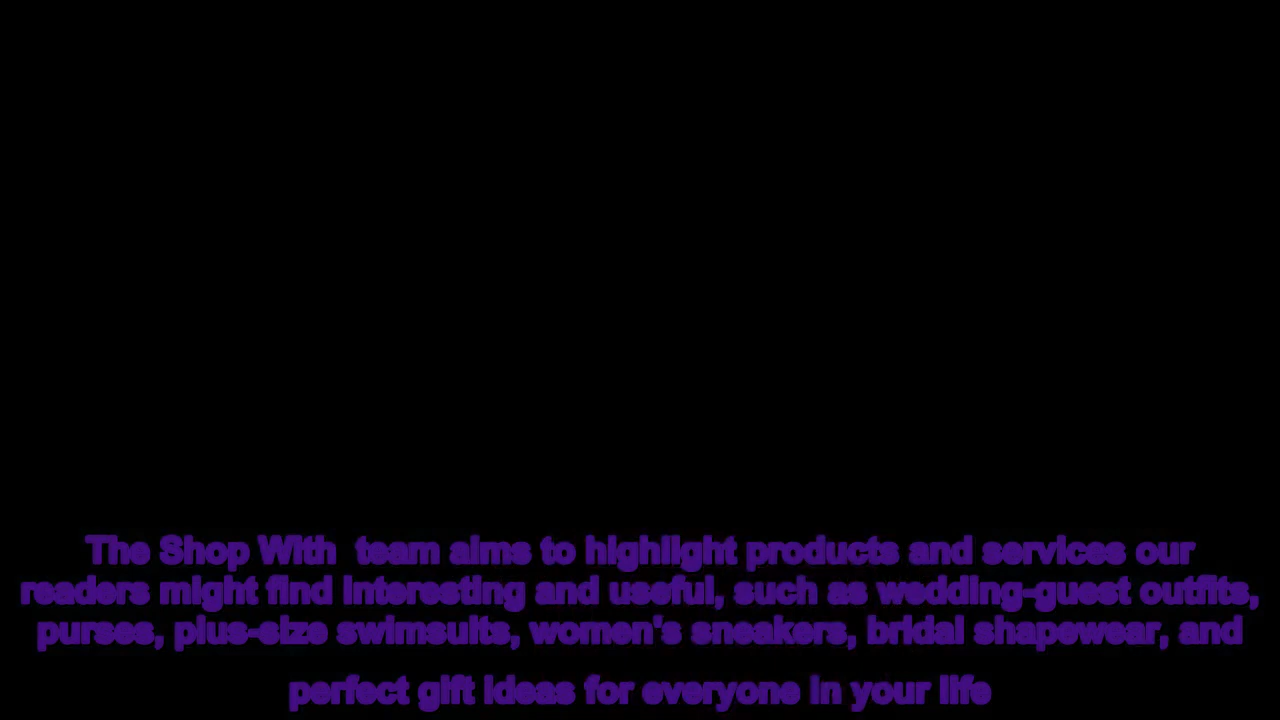 The Shop With  team aims to highlight products and services our
readers might find interesting and useful, such as wedding-guest outfits,
purses, plus-size swimsuits, women's sneakers, bridal shapewear, and
perfect gift ideas for everyone in your life